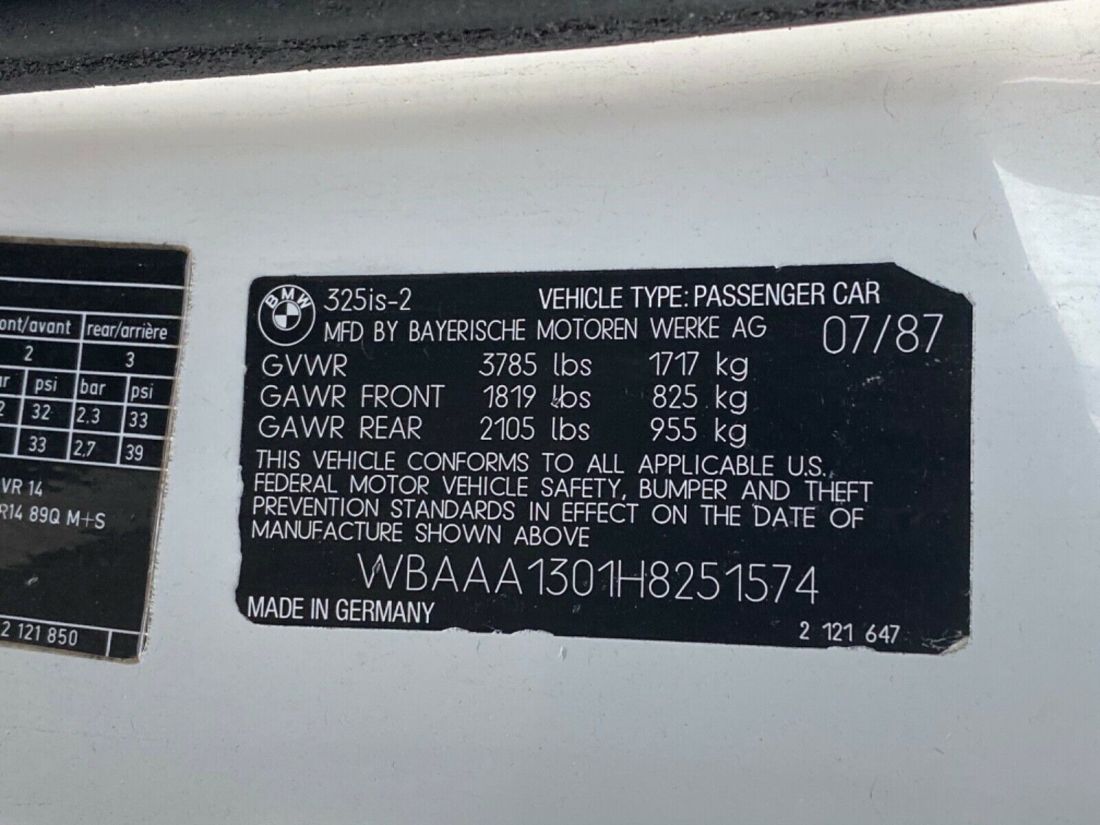 ont/avant rear/arrière
2 3
ar psi bar psi
2 32 2,3 33
33 2,7 39
VR 14
R14 89Q M+S
2 121 850
BMW 325is-2 VEHICLE TYPE: PASSENGER CAR
MFD BY BAYERISCHE MOTOREN WERKE AG 07/87
GVWR 3785 lbs 1717 kg
GAWR FRONT 1819 lbs 825 kg
GAWR REAR 2105 lbs 955 kg
THIS VEHICLE CONFORMS TO ALL APPLICABLE U.S.
FEDERAL MOTOR VEHICLE SAFETY, BUMPER AND THEFT
PREVENTION STANDARDS IN EFFECT ON THE DATE OF
MANUFACTURE SHOWN ABOVE
WBAAA1301H8251574
MADE IN GERMANY 2 121 647